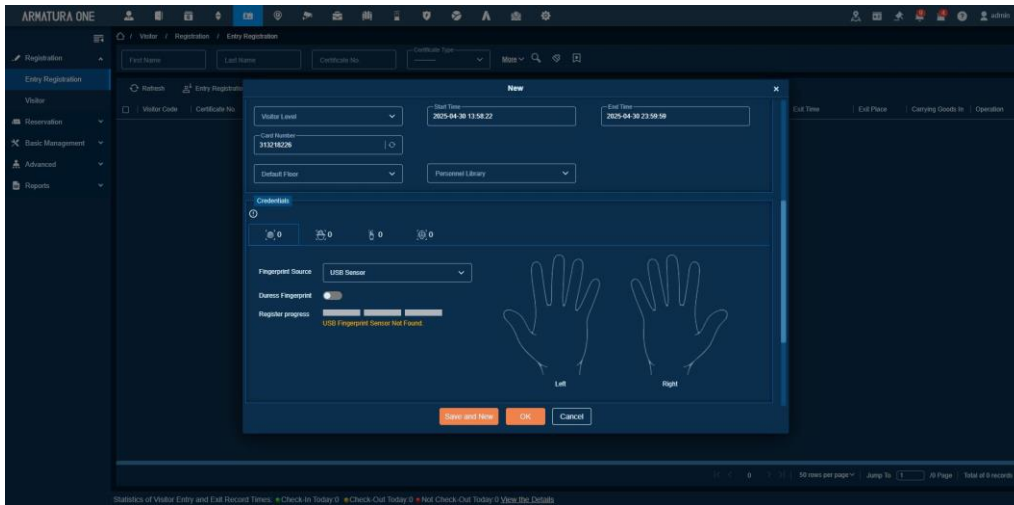 ARMATURA ONE
admin
/ Visitor / Registration / Entry Registration
Registration
Entry Registration
Visitor
Reservation
Basic Management
Advanced
Reports
First Name
Last Name
Certificate No.
Certificate Type
---------
More
Refresh
Entry Registration
Visitor Code
Certificate No.
Exit Time
Exit Place
Carrying Goods In
Operation
New
Visitor Level
Start Time
2025-04-30 13:58:22
End Time
2025-04-30 23:59:59
Card Number
313218226
Default Floor
Personnel Library
Credentials
0
0
0
0
Fingerprint Source
USB Sensor
Duress Fingerprint
Register progress
USB Fingerprint Sensor Not Found.
Left
Right
Save and New
OK
Cancel
0
50 rows per page
Jump To
1
/0 Page
Total of 0 records
Statistics of Visitor Entry and Exit Record Times: Check-In Today:0 Check-Out Today:0 Not Check-Out Today:0 View the Details